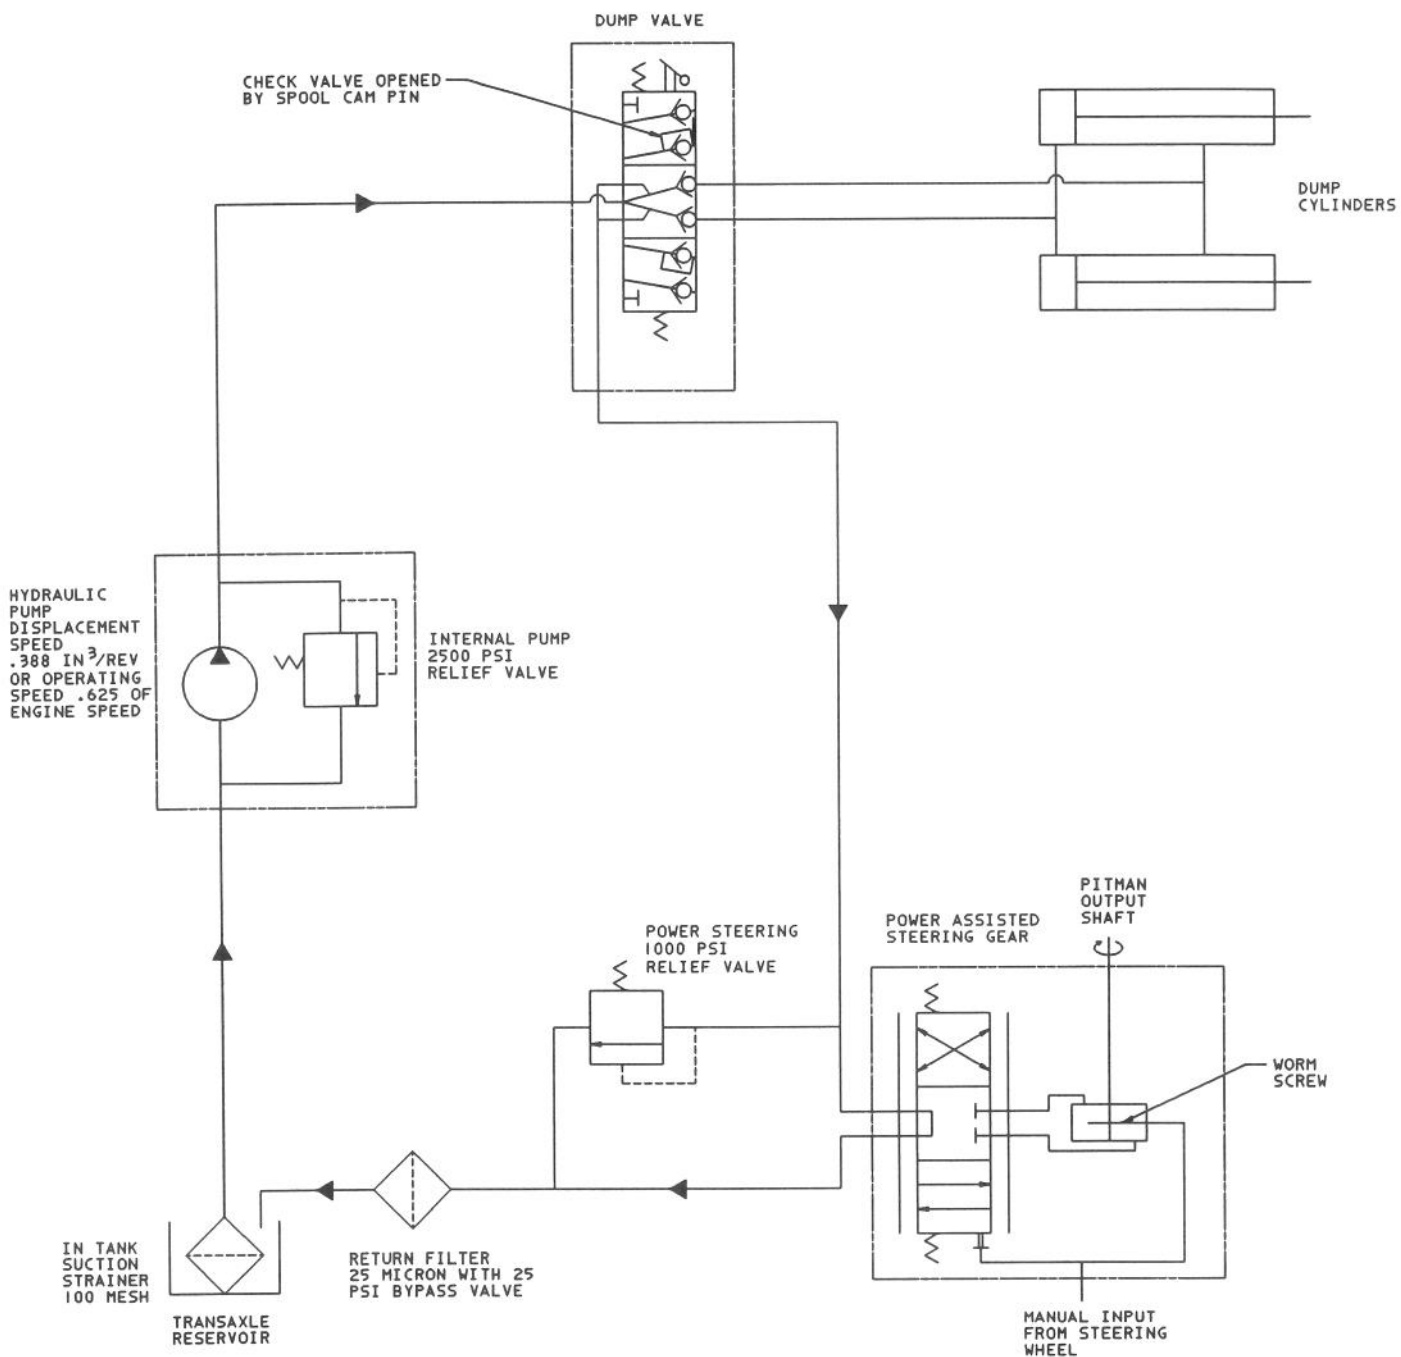 DUMP VALVE
CHECK VALVE OPENED
BY SPOOL CAM PIN
DUMP
CYLINDERS
HYDRAULIC
PUMP
DISPLACEMENT
SPEED
.388 IN³/REV
OR OPERATING
SPEED .625 OF
ENGINE SPEED
INTERNAL PUMP
2500 PSI
RELIEF VALVE
POWER STEERING
1000 PSI
RELIEF VALVE
POWER ASSISTED
STEERING GEAR
PITMAN
OUTPUT
SHAFT
WORM
SCREW
IN TANK
SUCTION
STRAINER
100 MESH
TRANSAXLE
RESERVOIR
RETURN FILTER
25 MICRON WITH 25
PSI BYPASS VALVE
MANUAL INPUT
FROM STEERING
WHEEL